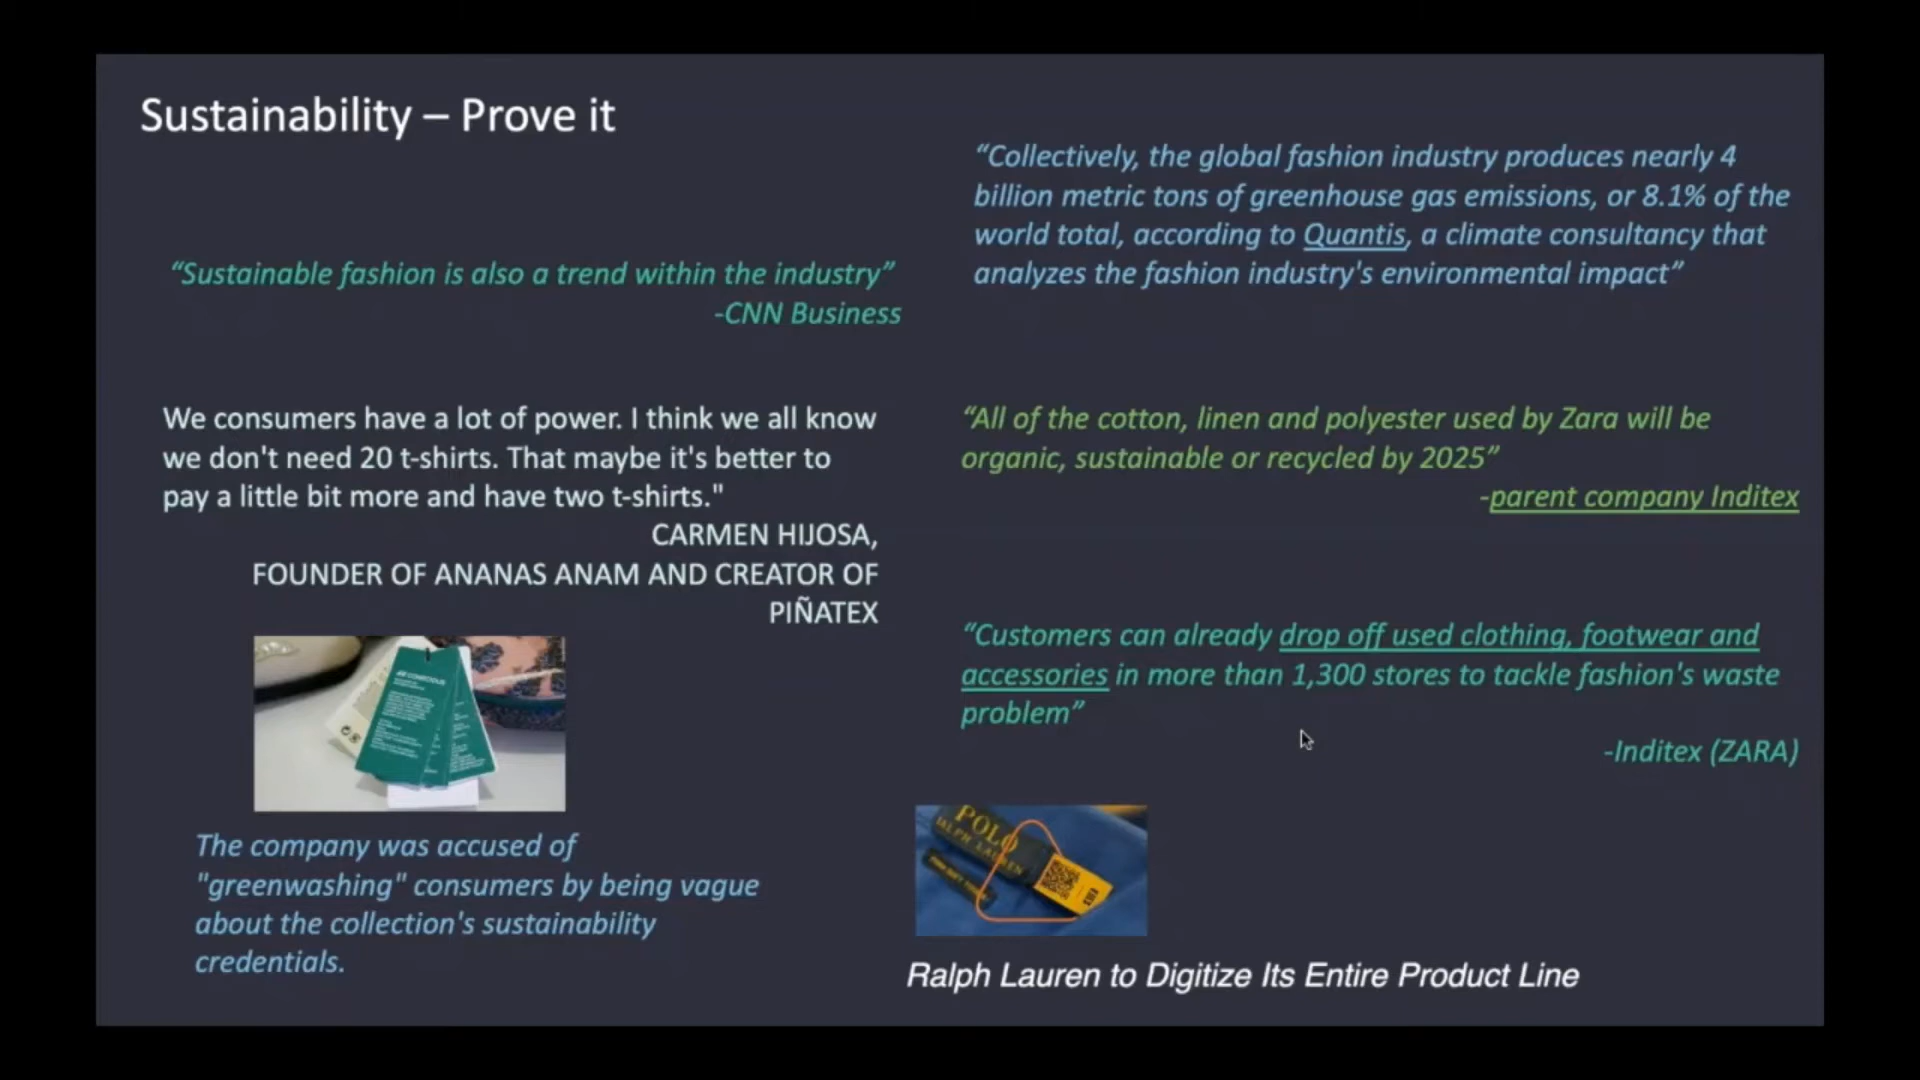 Sustainability – Prove it
“Sustainable fashion is also a trend within the industry”
-CNN Business
We consumers have a lot of power. I think we all know
we don't need 20 t-shirts. That maybe it's better to
pay a little bit more and have two t-shirts."
CARMEN HIJOSA,
FOUNDER OF ANANAS ANAM AND CREATOR OF
PIÑATEX
CONSCIOUS
The company was accused of
"greenwashing" consumers by being vague
about the collection's sustainability
credentials.
“Collectively, the global fashion industry produces nearly 4
billion metric tons of greenhouse gas emissions, or 8.1% of the
world total, according to Quantis, a climate consultancy that
analyzes the fashion industry's environmental impact”
“All of the cotton, linen and polyester used by Zara will be
organic, sustainable or recycled by 2025”
-parent company Inditex
“Customers can already drop off used clothing, footwear and
accessories in more than 1,300 stores to tackle fashion's waste
problem”
-Inditex (ZARA)
POLO
RALPH LAUREN
Ralph Lauren to Digitize Its Entire Product Line